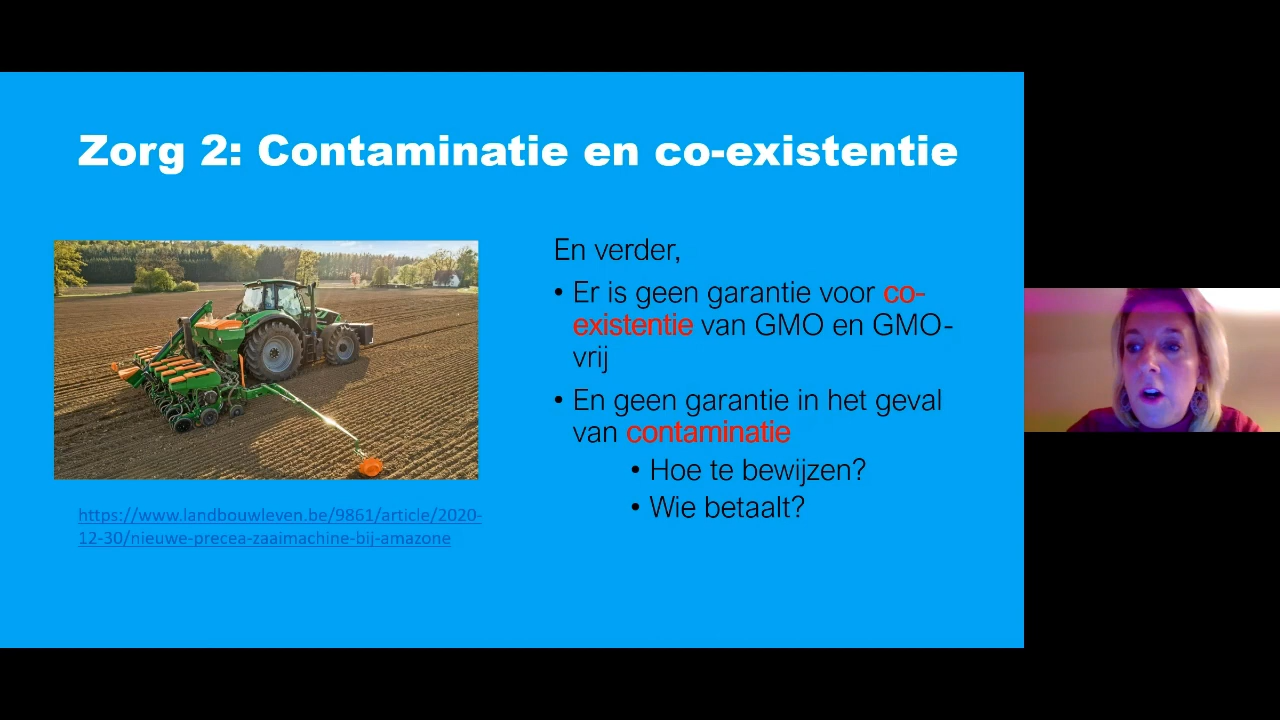 Zorg 2: Contaminatie en co-existentie
En verder,
• Er is geen garantie voor co-
existentie van GMO en GMO-
vrij
• En geen garantie in het geval
van contaminatie
• Hoe te bewijzen?
• Wie betaalt?
https://www.landbouwleven.be/9861/article/2020-
12-30/nieuwe-precea-zaaimachine-bij-amazone